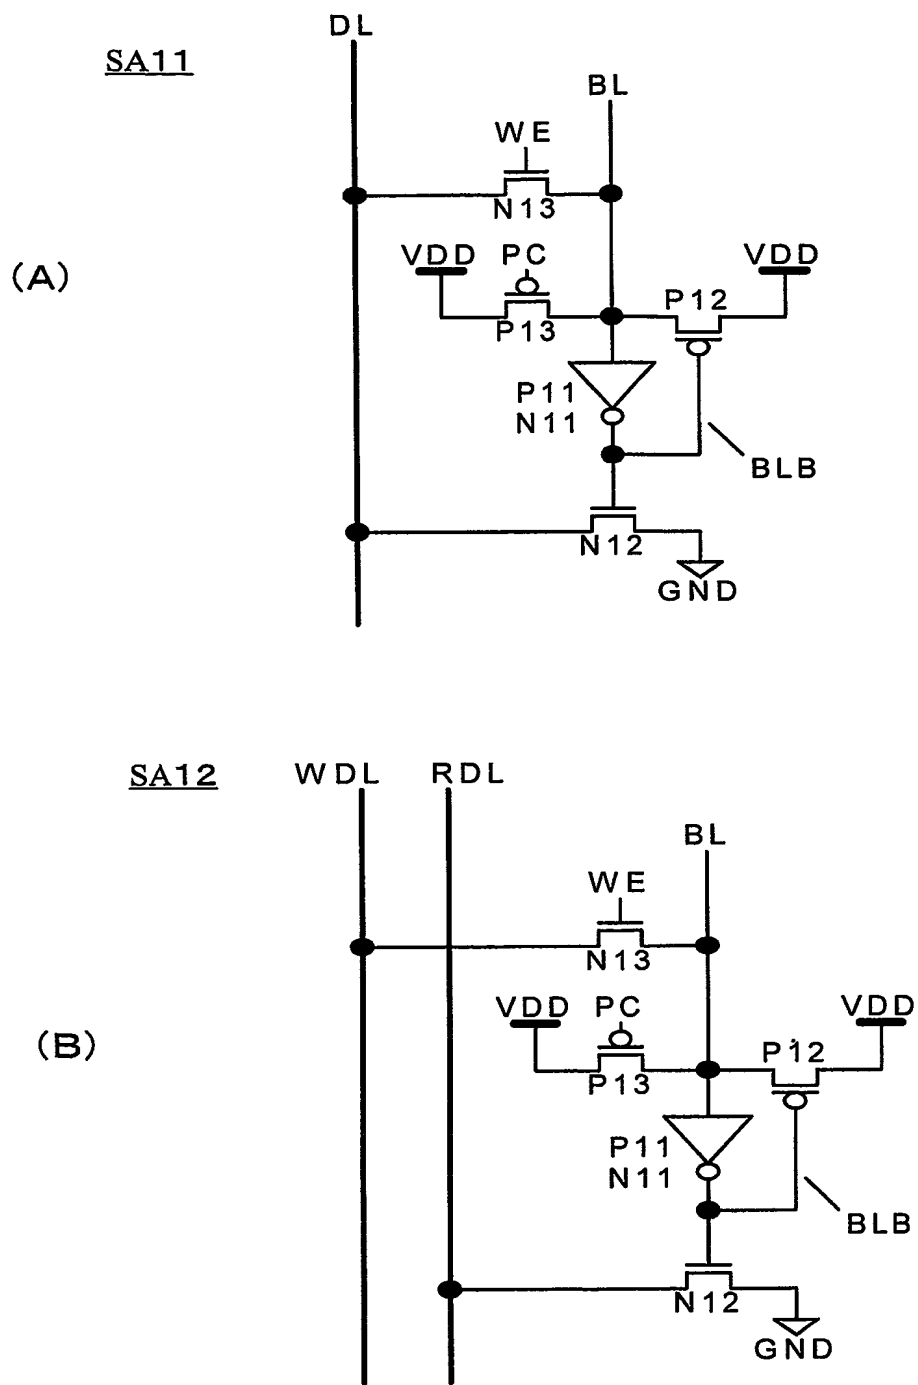 DL
SA11
BL
WE
N13
(A)
VDD
PC
VDD
P12
P13
P11
N11
BLB
N12
GND
SA12
WDL
RDL
BL
WE
N13
VDD
PC
VDD
(B)
P12
P13
P11
N11
BLB
N12
GND